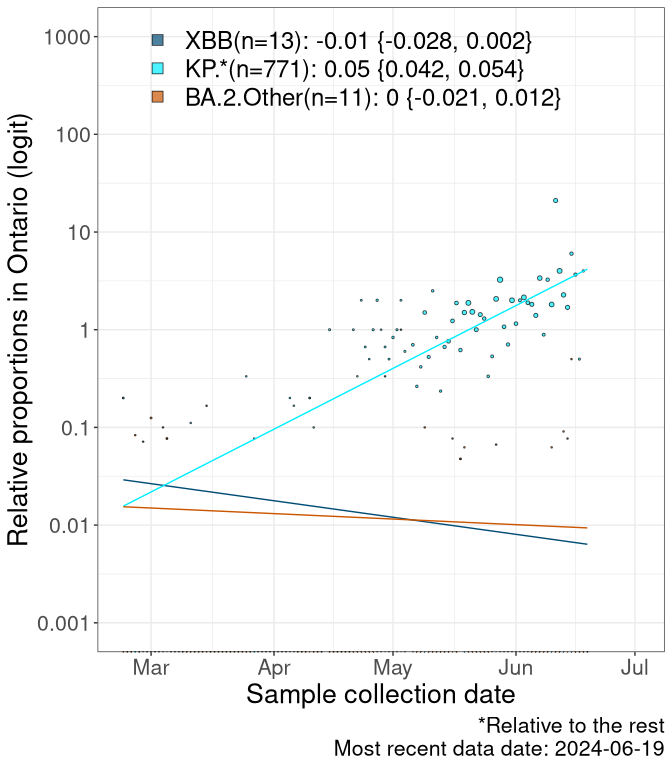 XBB(n=13): -0.01 {-0.028, 0.002}
KP.*(n=771): 0.05 {0.042, 0.054}
BA.2.Other(n=11): 0 {-0.021, 0.012}
Relative proportions in Ontario (logit)
1000
100
10
1
0.1
0.01
0.001
Mar Apr May Jun Jul
Sample collection date
*Relative to the rest
Most recent data date: 2024-06-19